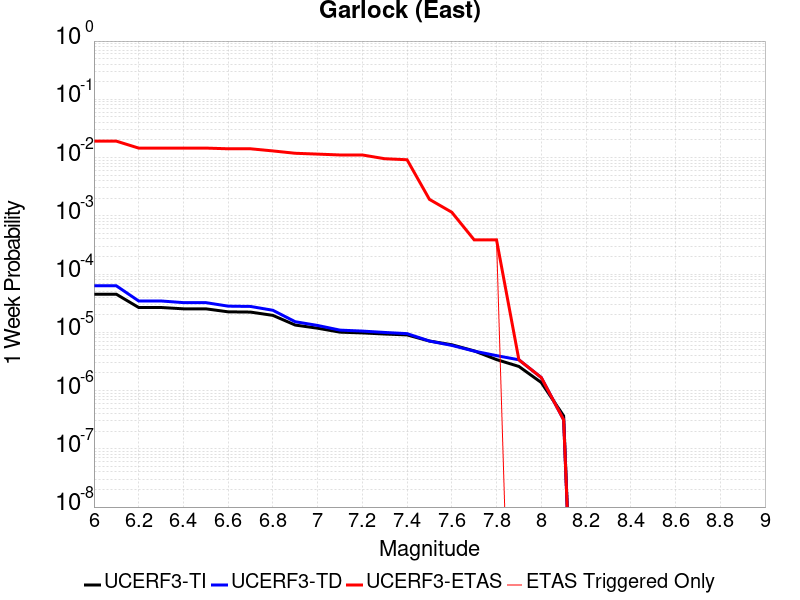 Garlock (East)
10^0
10^-1
10^-2
10^-3
10^-4
10^-5
10^-6
10^-7
10^-8
1 Week Probability
6 6.2 6.4 6.6 6.8 7 7.2 7.4 7.6 7.8 8 8.2 8.4 8.6 8.8 9
Magnitude
UCERF3-TI UCERF3-TD UCERF3-ETAS ETAS Triggered Only